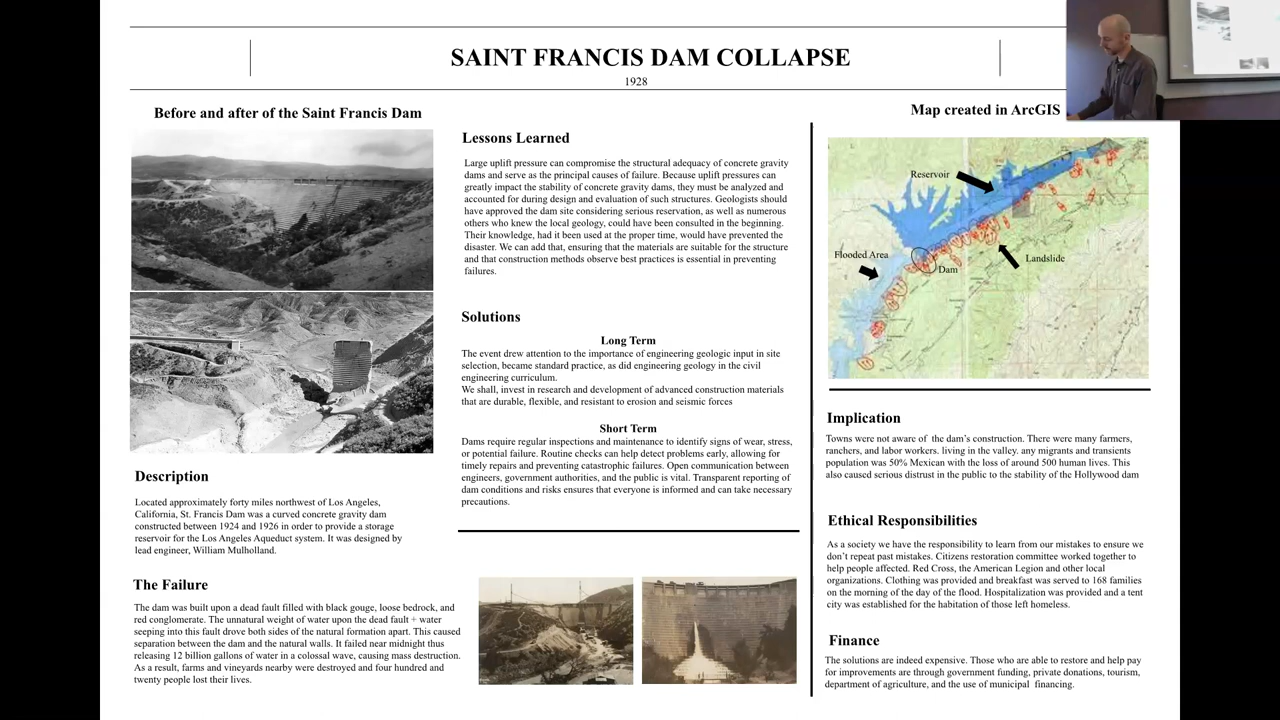 SAINT FRANCIS DAM COLLAPSE
1928
Before and after of the Saint Francis Dam
Description
Located approximately forty miles northwest of Los Angeles,
California, St. Francis Dam was a curved concrete gravity dam
constructed between 1924 and 1926 in order to provide a storage
reservoir for the Los Angeles Aqueduct system. It was designed by
lead engineer, William Mulholland.
The Failure
The dam was built upon a dead fault filled with black gouge, loose bedrock, and
red conglomerate. The unnatural weight of water upon the dead fault + water
seeping into this fault drove both sides of the natural formation apart. This caused
separation between the dam and the natural walls. It failed near midnight thus
releasing 12 billion gallons of water in a colossal wave, causing mass destruction.
As a result, farms and vineyards nearby were destroyed and four hundred and
twenty people lost their lives.
Lessons Learned
Large uplift pressure can compromise the structural adequacy of concrete gravity
dams and serve as the principal causes of failure. Because uplift pressures can
greatly impact the stability of concrete gravity dams, they must be analyzed and
accounted for during design and evaluation of such structures. Geologists should
have approved the dam site considering serious reservation, as well as numerous
others who knew the local geology, could have been consulted in the beginning.
Their knowledge, had it been used at the proper time, would have prevented the
disaster. We can add that, ensuring that the materials are suitable for the structure
and that construction methods observe best practices is essential in preventing
failures.
Solutions
Long Term
The event drew attention to the importance of engineering geologic input in site
selection, became standard practice, as did engineering geology in the civil
engineering curriculum.
We shall, invest in research and development of advanced construction materials
that are durable, flexible, and resistant to erosion and seismic forces
Short Term
Dams require regular inspections and maintenance to identify signs of wear, stress,
or potential failure. Routine checks can help detect problems early, allowing for
timely repairs and preventing catastrophic failures. Open communication between
engineers, government authorities, and the public is vital. Transparent reporting of
dam conditions and risks ensures that everyone is informed and can take necessary
precautions.
Map created in ArcGIS
Reservoir
Flooded Area
Dam
Landslide
Implication
Towns were not aware of the dam's construction. There were many farmers,
ranchers, and labor workers. living in the valley. any migrants and transients
population was 50% Mexican with the loss of around 500 human lives. This
also caused serious distrust in the public to the stability of the Hollywood dam
Ethical Responsibilities
As a society we have the responsibility to learn from our mistakes to ensure we
don't repeat past mistakes. Citizens restoration committee worked together to
help people affected. Red Cross, the American Legion and other local
organizations. Clothing was provided and breakfast was served to 168 families
on the morning of the day of the flood. Hospitalization was provided and a tent
city was established for the habitation of those left homeless.
Finance
The solutions are indeed expensive. Those who are able to restore and help pay
for improvements are through government funding, private donations, tourism,
department of agriculture, and the use of municipal financing.